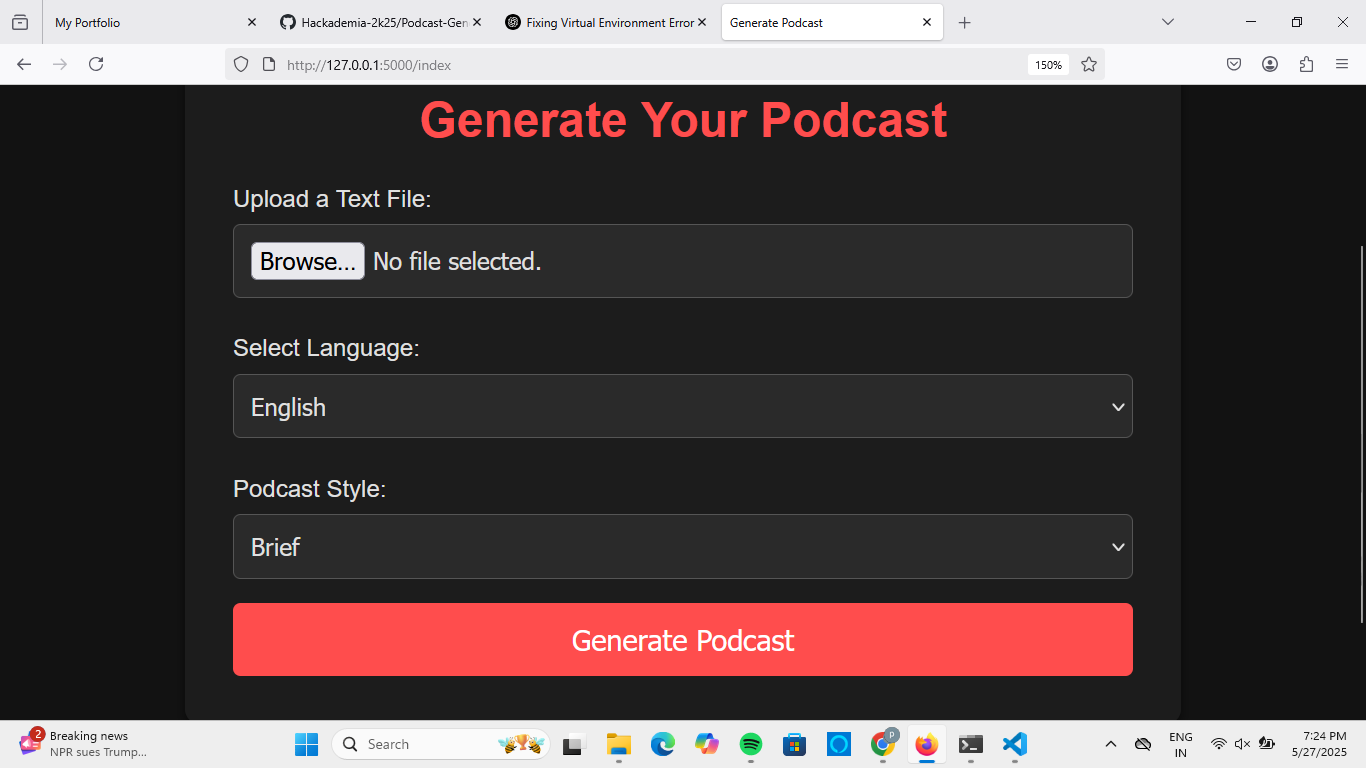 My Portfolio
Hackademia-2k25/Podcast-Gen
Fixing Virtual Environment Error
Generate Podcast
http://127.0.0.1:5000/index
150%
Generate Your Podcast
Upload a Text File:
Browse... No file selected.
Select Language:
English
Podcast Style:
Brief
Generate Podcast
2
Breaking news
NPR sues Trump...
Search
P
ENG
IN
7:24 PM
5/27/2025